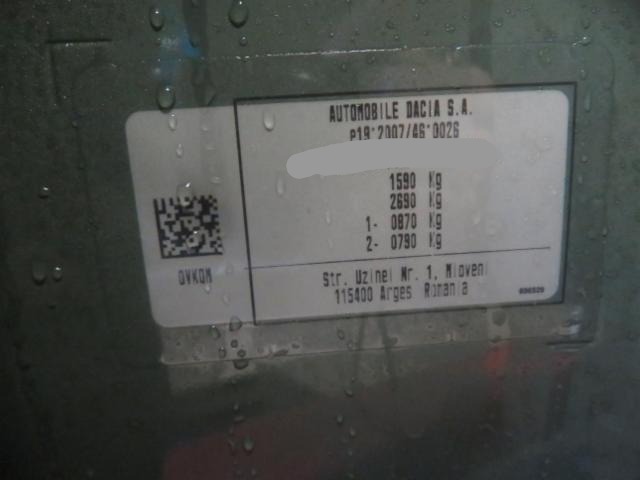 AUTOMOBILE DACIA S.A.
e19*2007/46*0026
1590 Kg
2690 Kg
1- 0870 Kg
2- 0790 Kg
OVKQM
Str. Uzinei Nr. 1, Mioveni
115400 Arges Romania